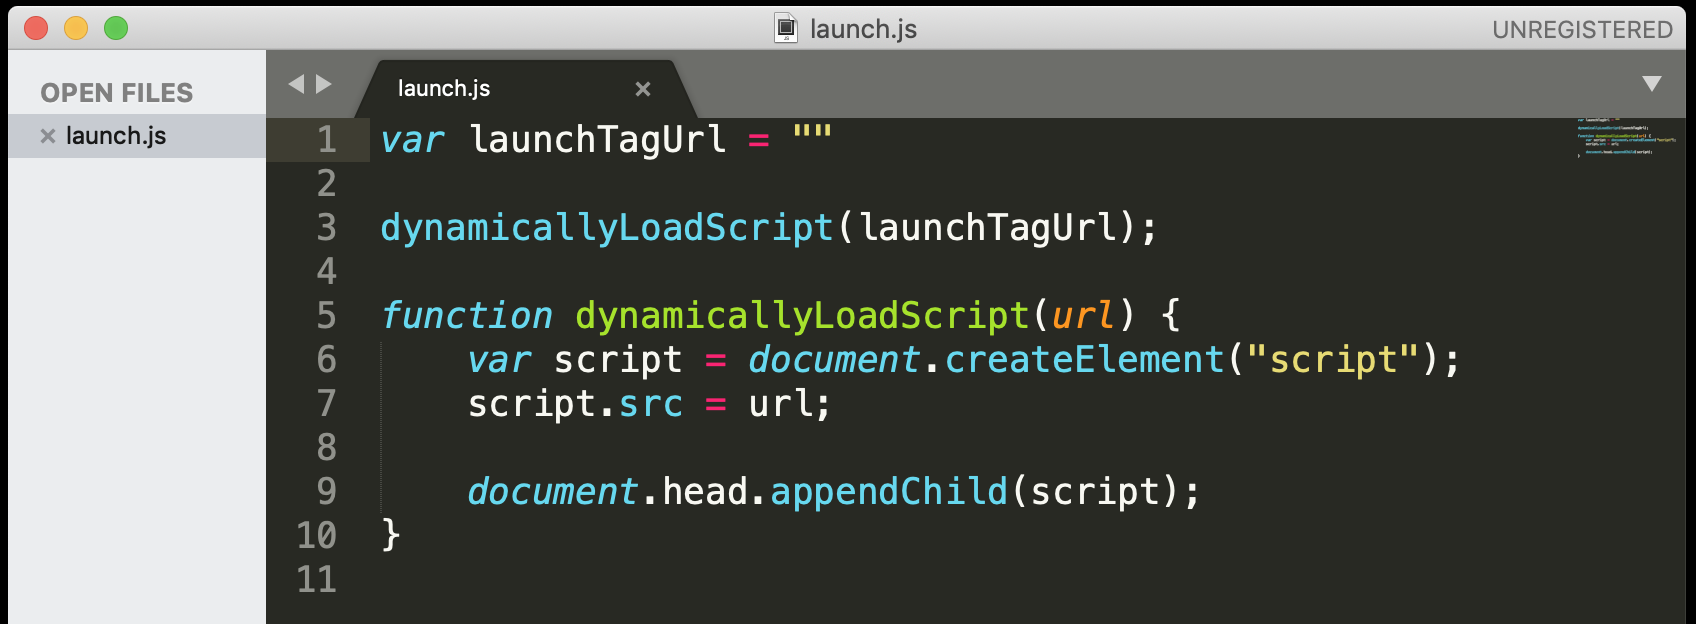 launch.js
UNREGISTERED
OPEN FILES
launch.js
launch.js
1 var launchTagUrl = ""
2
3 dynamicallyLoadScript(launchTagUrl);
4
5 function dynamicallyLoadScript(url) {
6     var script = document.createElement("script");
7     script.src = url;
8
9     document.head.appendChild(script);
10 }
11